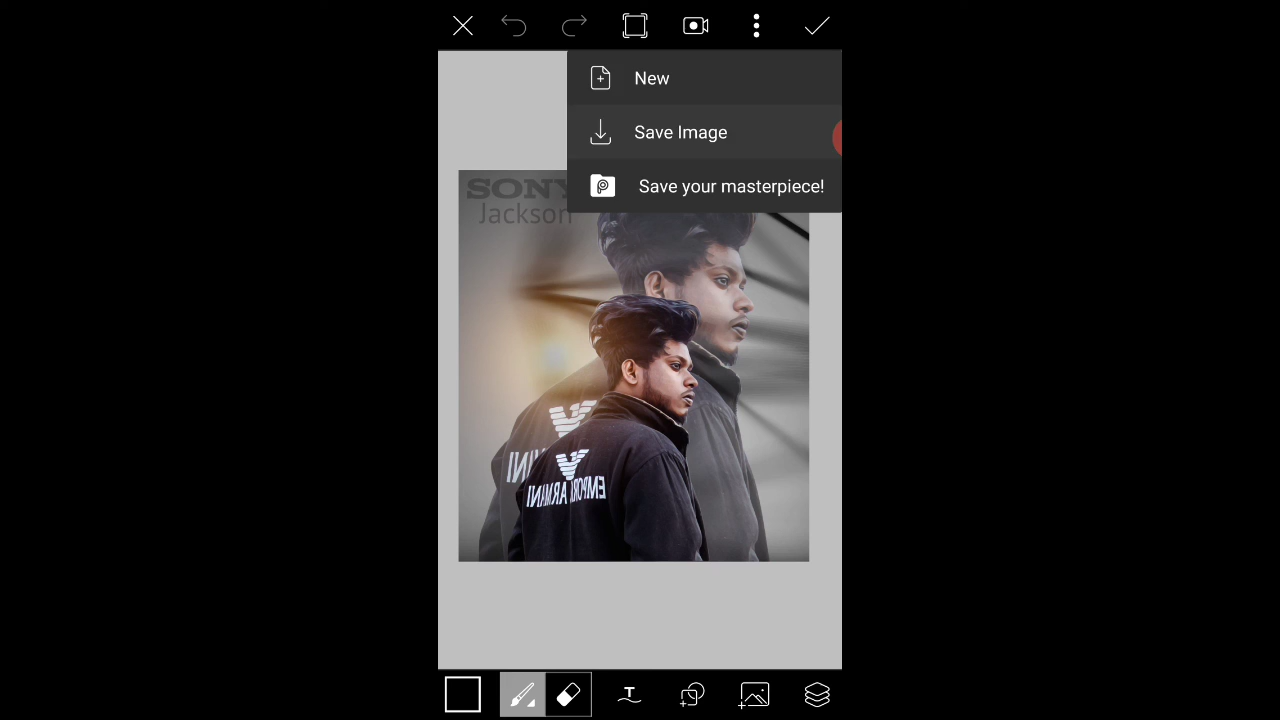 New
Save Image
Save your masterpiece!
SONY
Jackson
EMPORIO ARMANI
T